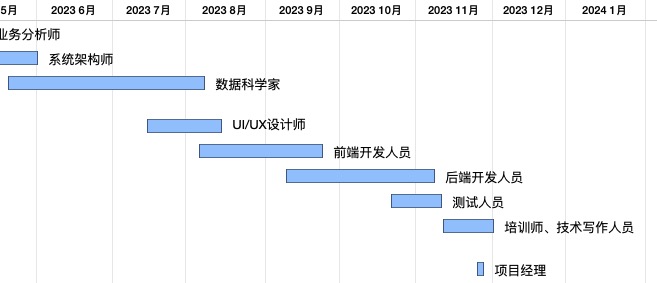 5月 2023 6月 2023 7月 2023 8月 2023 9月 2023 10月 2023 11月 2023 12月 2024 1月
业务分析师
系统架构师
数据科学家
UI/UX设计师
前端开发人员
后端开发人员
测试人员
培训师、技术写作人员
项目经理